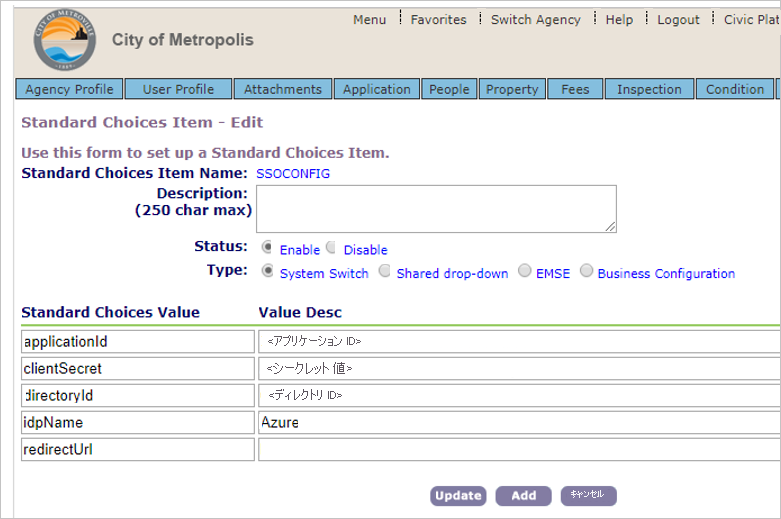 CITY OF METROVILLE
Menu Favorites Switch Agency Help Logout Civic Plat
City of Metropolis
Agency Profile User Profile Attachments Application People Property Fees Inspection Condition
Standard Choices Item - Edit
Use this form to set up a Standard Choices Item.
Standard Choices Item Name: SSOCONFIG
Description:
(250 char max)
Status: Enable Disable
Type: System Switch Shared drop-down EMSE Business Configuration
Standard Choices Value Value Desc
applicationId <アプリケーション ID>
clientSecret <シークレット 値>
directoryId <ディレクトリ ID>
idpName Azure
redirectUrl
Update Add キャンセル